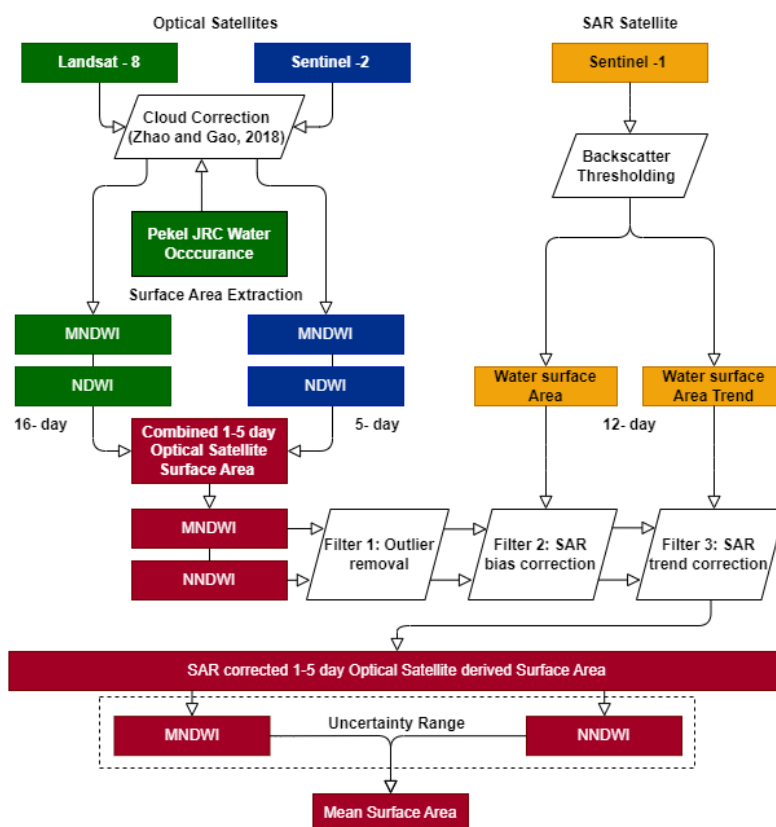 Optical Satellites
SAR Satellite
Landsat - 8
Sentinel -2
Sentinel -1
Cloud Correction
(Zhao and Gao, 2018)
Backscatter
Thresholding
Pekel JRC Water
Occcurance
Surface Area Extraction
MNDWI
MNDWI
NDWI
NDWI
Water surface
Area
Water surface
Area Trend
16- day
5- day
12- day
Combined 1-5 day
Optical Satellite
Surface Area
MNDWI
NNDWI
Filter 1: Outlier
removal
Filter 2: SAR
bias correction
Filter 3: SAR
trend correction
SAR corrected 1-5 day Optical Satellite derived Surface Area
Uncertainty Range
MNDWI
NNDWI
Mean Surface Area